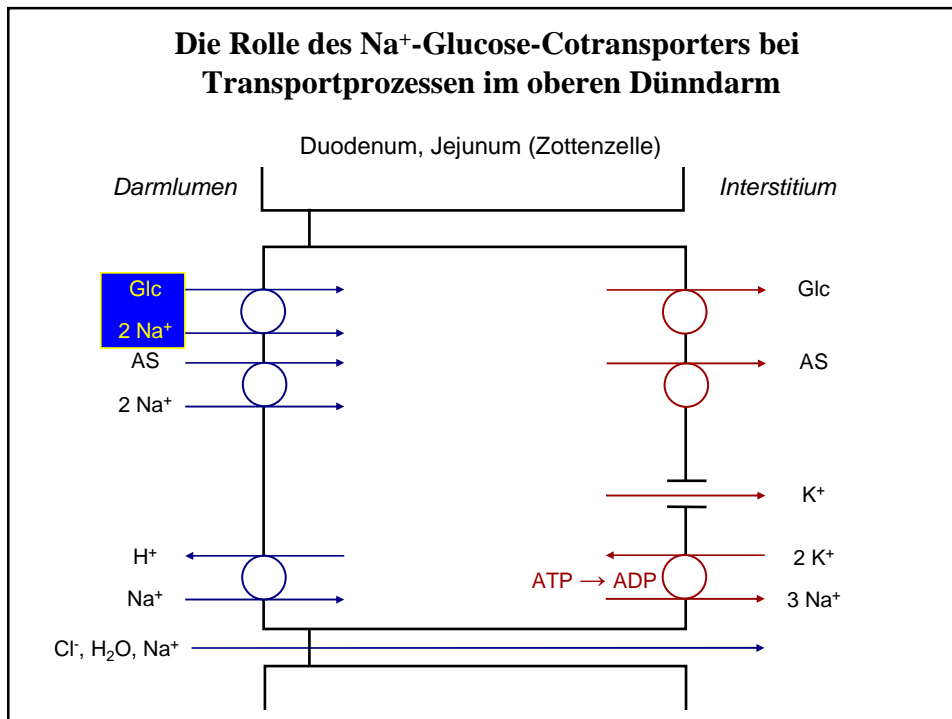 Die Rolle des Na⁺-Glucose-Cotransporters bei
Transportprozessen im oberen Dünndarm
Duodenum, Jejunum (Zottenzelle)
Darmlumen
Interstitium
Glc
Glc
2 Na⁺
AS
AS
2 Na⁺
K⁺
H⁺
2 K⁺
ATP → ADP
Na⁺
3 Na⁺
Cl⁻, H₂O, Na⁺